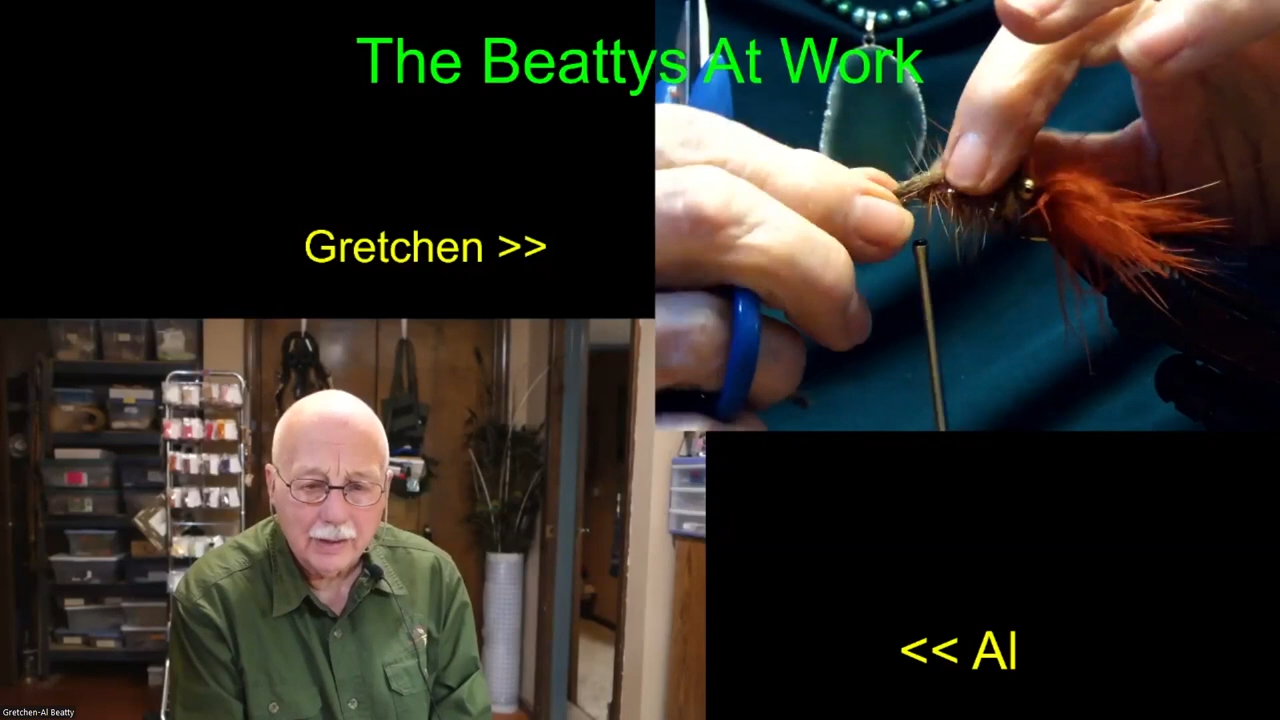 The Beattys At Work
Gretchen >>
<< Al
Gretchen-Al Beatty